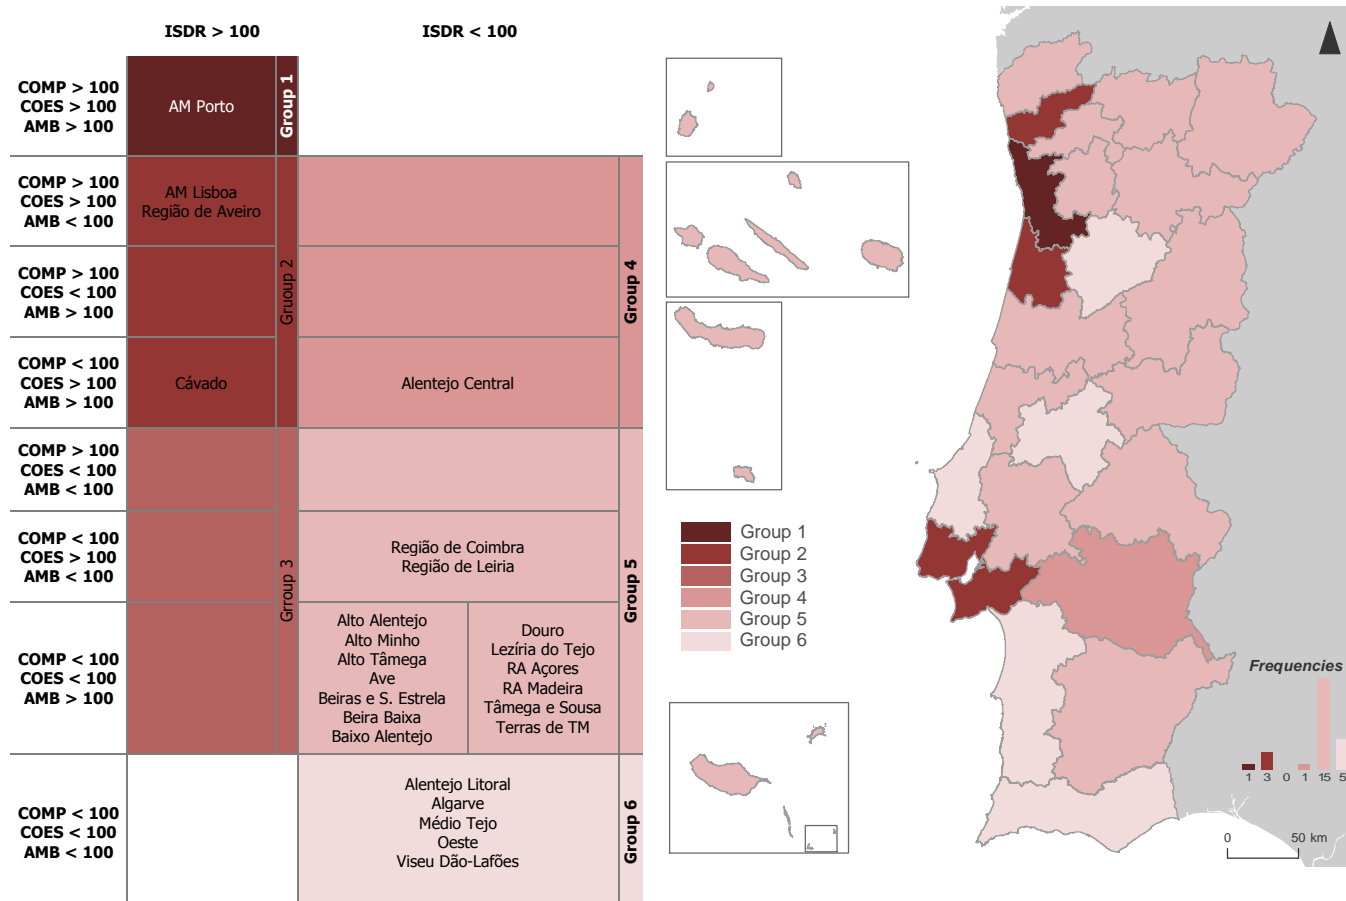 ISDR > 100
ISDR < 100
COMP > 100
COES > 100
AMB > 100
AM Porto
Group 1
COMP > 100
COES > 100
AMB < 100
AM Lisboa
Região de Aveiro
COMP > 100
COES < 100
AMB > 100
Gruoup 2
Group 4
COMP < 100
COES > 100
AMB > 100
Cávado
Alentejo Central
COMP > 100
COES < 100
AMB < 100
COMP < 100
COES > 100
AMB < 100
Região de Coimbra
Região de Leiria
Grroup 3
Group 5
COMP < 100
COES < 100
AMB > 100
Alto Alentejo
Alto Minho
Alto Tâmega
Ave
Beiras e S. Estrela
Beira Baixa
Baixo Alentejo
Douro
Lezíria do Tejo
RA Açores
RA Madeira
Tâmega e Sousa
Terras de TM
COMP < 100
COES < 100
AMB < 100
Alentejo Litoral
Algarve
Médio Tejo
Oeste
Viseu Dão-Lafões
Group 6
Group 1
Group 2
Group 3
Group 4
Group 5
Group 6
Frequencies
1 3 0 1 15 5
0 50 km